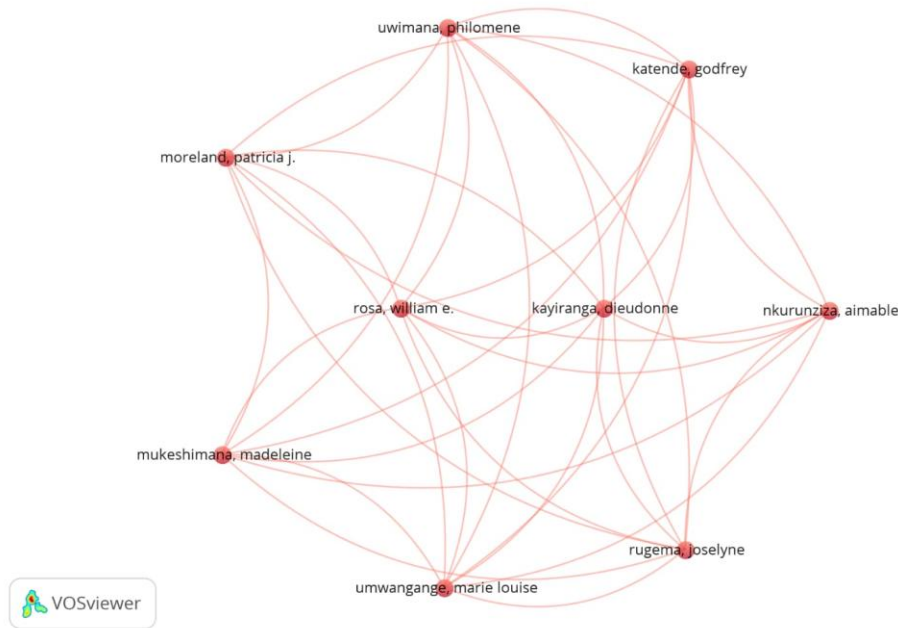 uwimana, philomene
katende, godfrey
moreland, patricia j.
rosa, william e.
kayiranga, dieudonne
nkurunziza, aimable
mukeshimana, madeleine
rugema, joselyne
umwangange, marie louise
VOSviewer